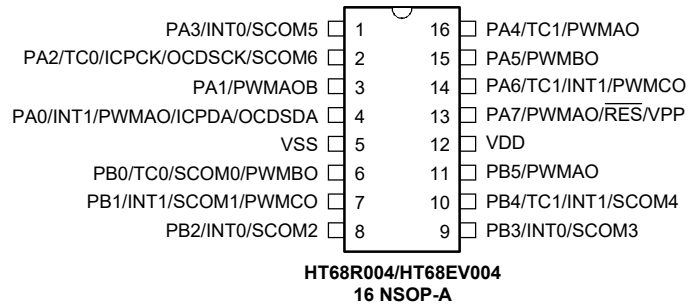 PA3/INT0/SCOM5 1 16 PA4/TC1/PWMAO
PA2/TC0/ICPCK/OCDSCK/SCOM6 2 15 PA5/PWMBO
PA1/PWMAOB 3 14 PA6/TC1/INT1/PWMCO
PA0/INT1/PWMAO/ICPDA/OCDSDA 4 13 PA7/PWMAO/RES/VPP
VSS 5 12 VDD
PB0/TC0/SCOM0/PWMBO 6 11 PB5/PWMAO
PB1/INT1/SCOM1/PWMCO 7 10 PB4/TC1/INT1/SCOM4
PB2/INT0/SCOM2 8 9 PB3/INT0/SCOM3
HT68R004/HT68EV004
16 NSOP-A